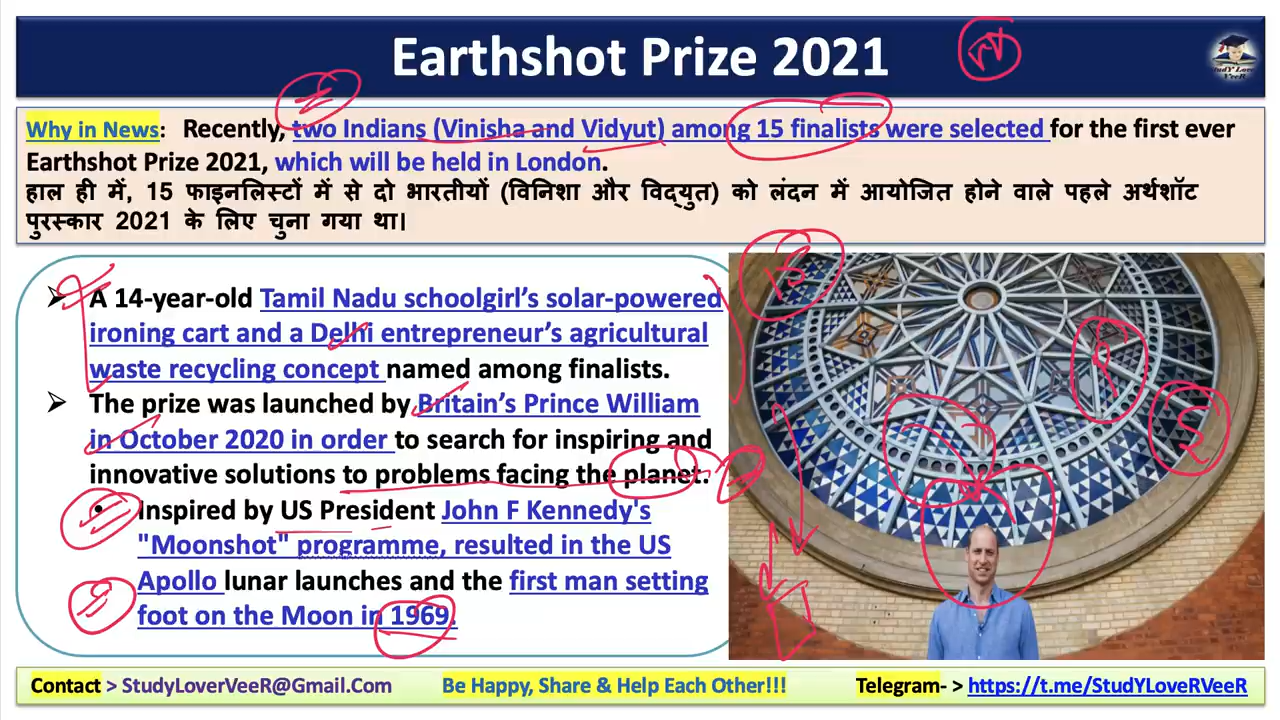 Earthshot Prize 2021
StudY Love VeeR
Why in News: Recently, two Indians (Vinisha and Vidyut) among 15 finalists were selected for the first ever
Earthshot Prize 2021, which will be held in London.
हाल ही में, 15 फाइनलिस्टों में से दो भारतीयों (विनिशा और विद्युत) को लंदन में आयोजित होने वाले पहले अर्थशॉट
पुरस्कार 2021 के लिए चुना गया था।
➤ A 14-year-old Tamil Nadu schoolgirl's solar-powered
ironing cart and a Delhi entrepreneur's agricultural
waste recycling concept named among finalists.
➤ The prize was launched by Britain's Prince William
in October 2020 in order to search for inspiring and
innovative solutions to problems facing the planet.
• Inspired by US President John F Kennedy's
"Moonshot" programme, resulted in the US
Apollo lunar launches and the first man setting
foot on the Moon in 1969.
15
Contact > StudyLoverVeeR@Gmail.Com Be Happy, Share & Help Each Other!!! Telegram- > https://t.me/StudYLoveRVeeR